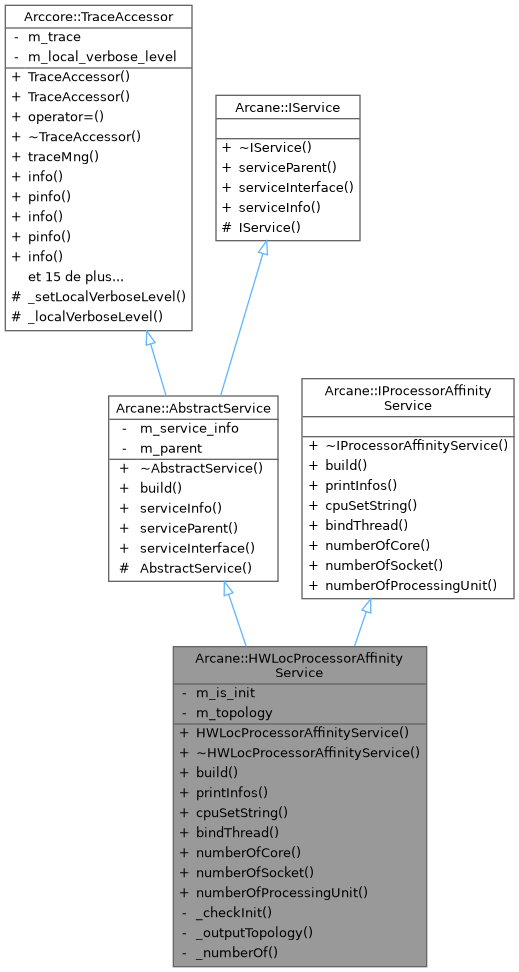 Arccore::TraceAccessor
- m_trace
- m_local_verbose_level
+ TraceAccessor()
+ TraceAccessor()
+ operator=()
+ ~TraceAccessor()
+ traceMng()
+ info()
+ pinfo()
+ info()
+ pinfo()
+ info()
et 15 de plus...
# _setLocalVerboseLevel()
# _localVerboseLevel()
Arcane::IService
+ ~IService()
+ serviceParent()
+ serviceInterface()
+ serviceInfo()
# IService()
Arcane::AbstractService
- m_service_info
- m_parent
+ ~AbstractService()
+ build()
+ serviceInfo()
+ serviceParent()
+ serviceInterface()
# AbstractService()
Arcane::IProcessorAffinity
Service
+ ~IProcessorAffinityService()
+ build()
+ printInfos()
+ cpuSetString()
+ bindThread()
+ numberOfCore()
+ numberOfSocket()
+ numberOfProcessingUnit()
Arcane::HWLocProcessorAffinity
Service
- m_is_init
- m_topology
+ HWLocProcessorAffinityService()
+ ~HWLocProcessorAffinityService()
+ build()
+ printInfos()
+ cpuSetString()
+ bindThread()
+ numberOfCore()
+ numberOfSocket()
+ numberOfProcessingUnit()
- _checkInit()
- _outputTopology()
- _numberOf()